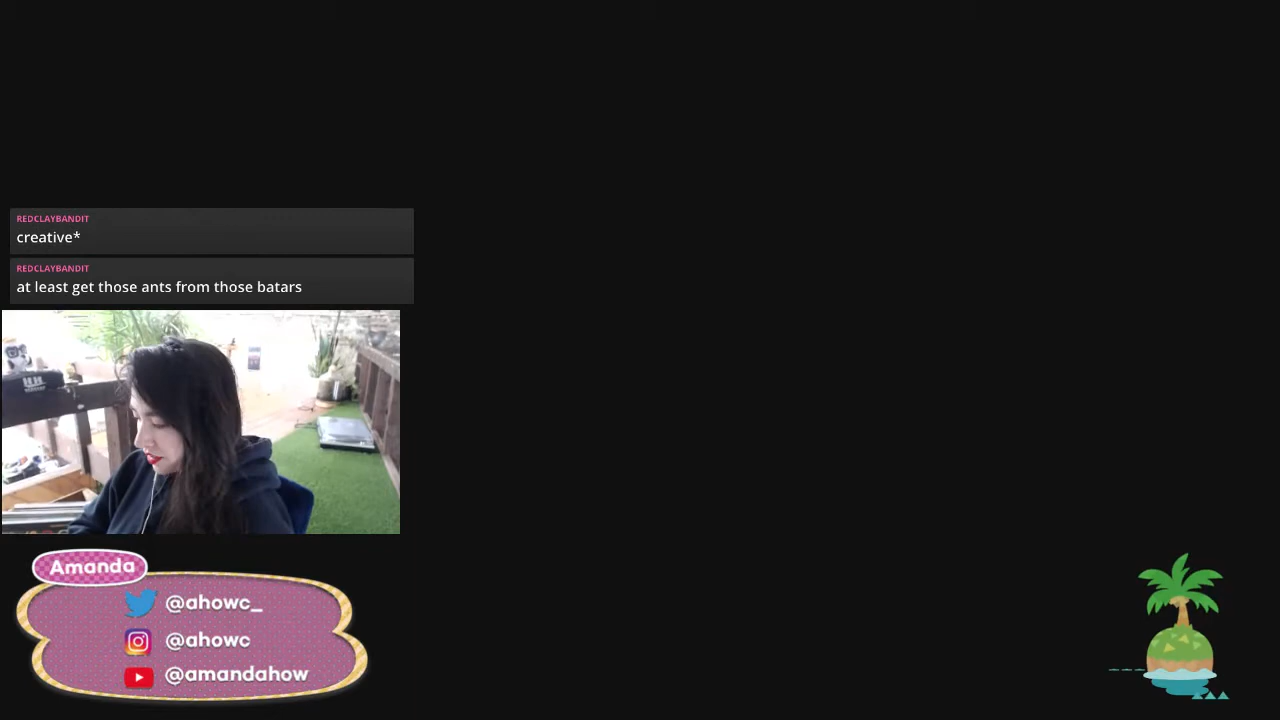 REDCLAYBANDIT
creative*
REDCLAYBANDIT
at least get those ants from those batars
Amanda
@ahowc_
@ahowc
@amandahow